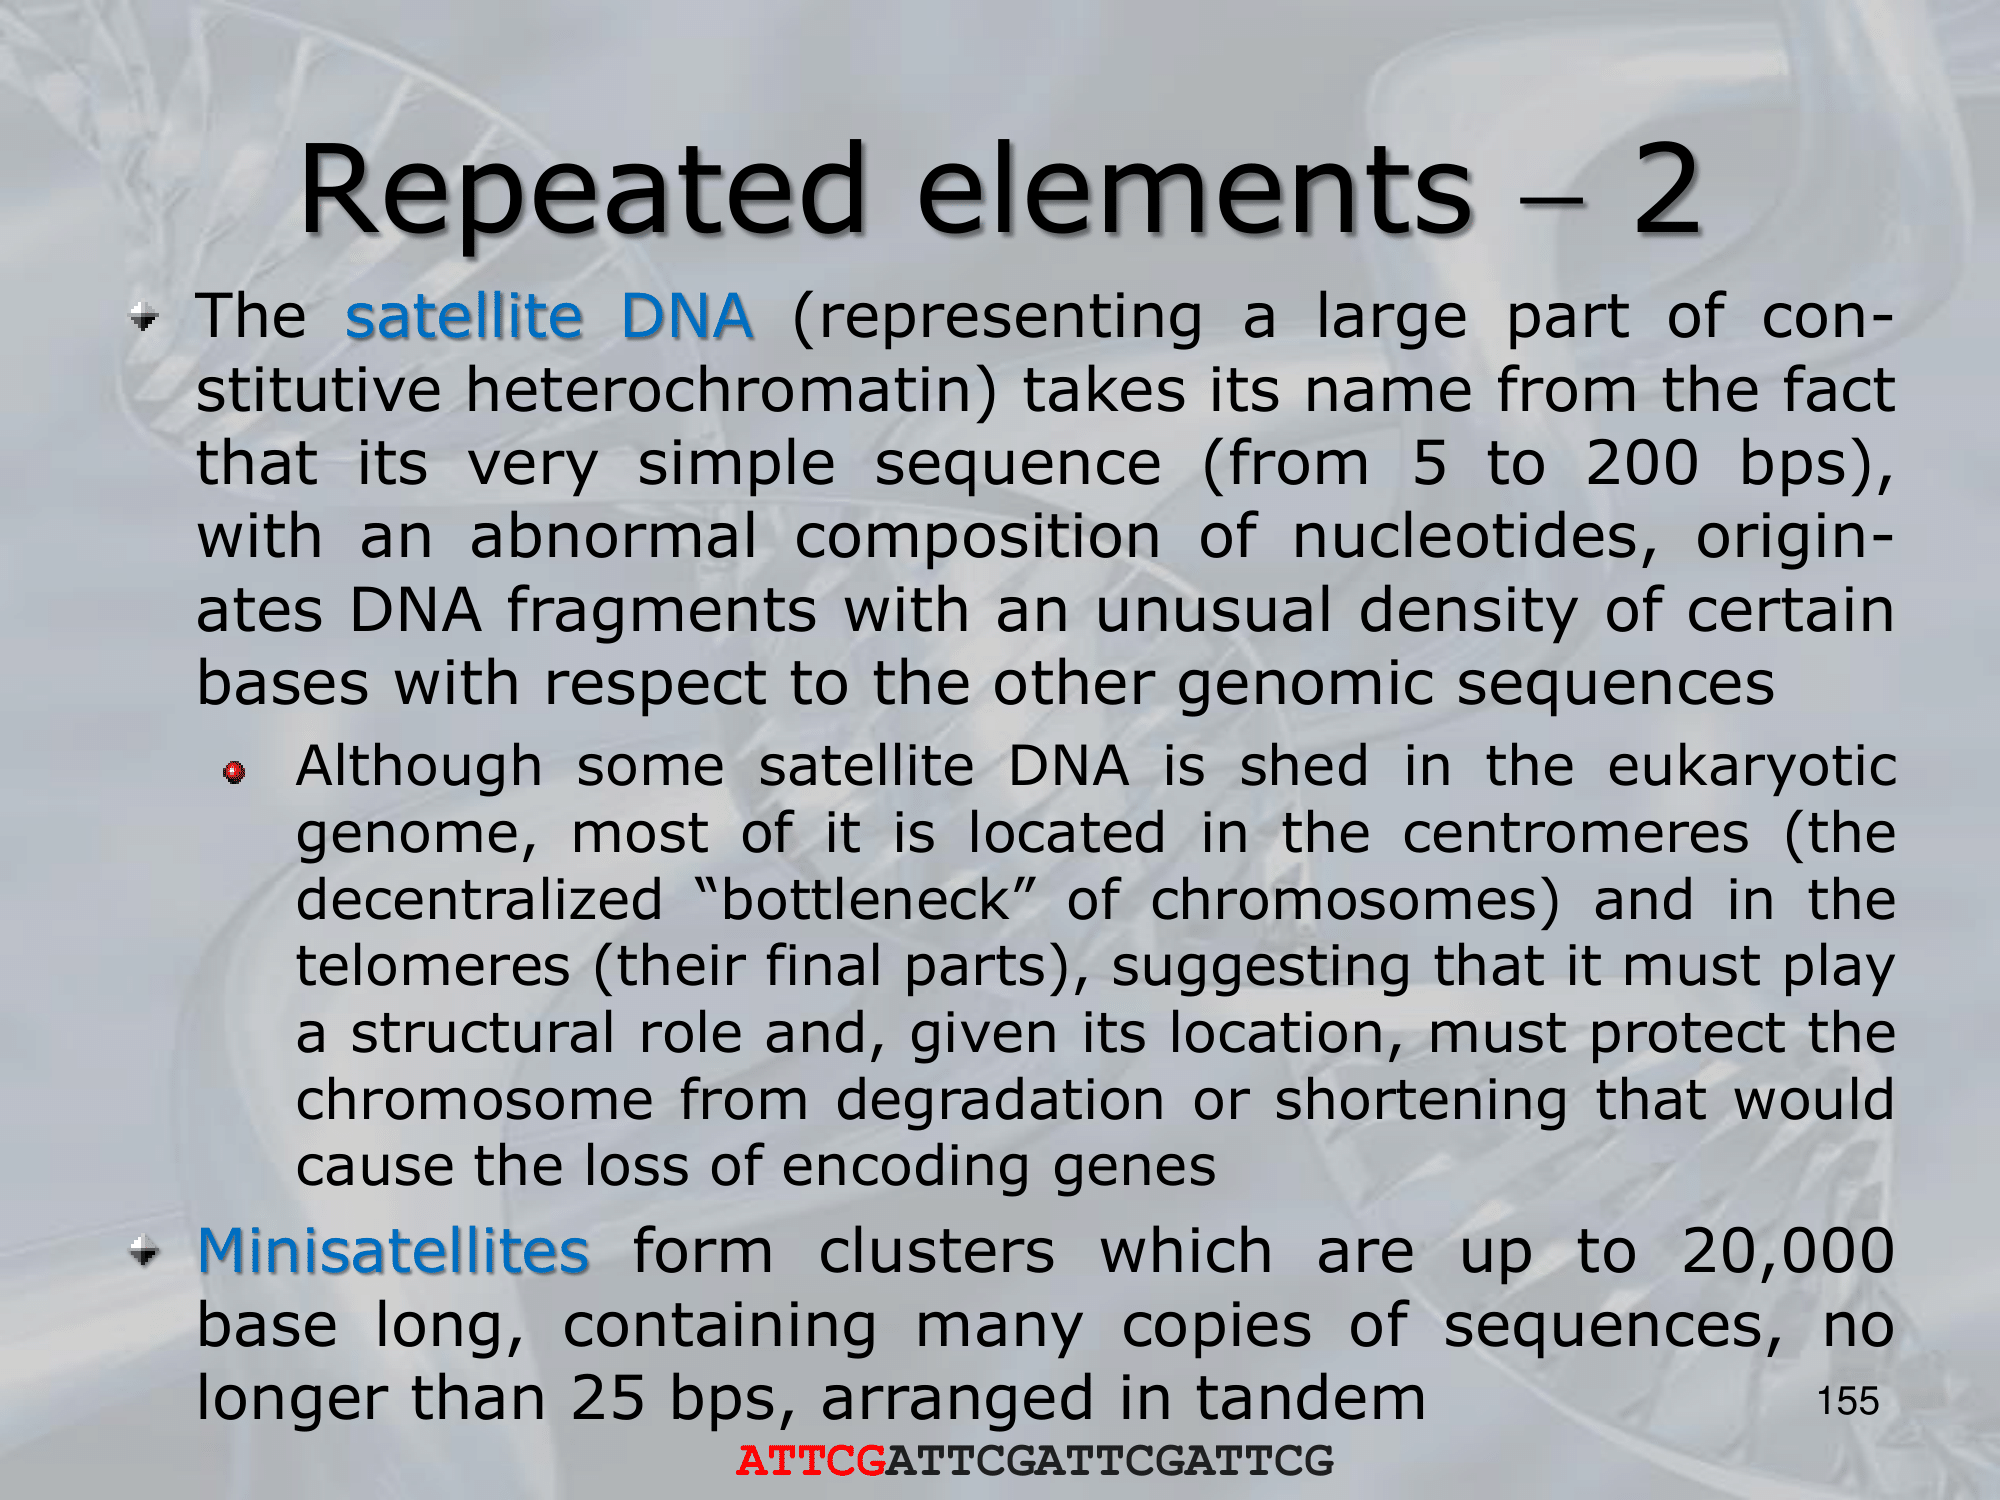 Repeated elements – 2
The satellite DNA (representing a large part of con-
stitutive heterochromatin) takes its name from the fact
that its very simple sequence (from 5 to 200 bps),
with an abnormal composition of nucleotides, origin-
ates DNA fragments with an unusual density of certain
bases with respect to the other genomic sequences
Although some satellite DNA is shed in the eukaryotic
genome, most of it is located in the centromeres (the
decentralized “bottleneck” of chromosomes) and in the
telomeres (their final parts), suggesting that it must play
a structural role and, given its location, must protect the
chromosome from degradation or shortening that would
cause the loss of encoding genes
Minisatellites form clusters which are up to 20,000
base long, containing many copies of sequences, no
longer than 25 bps, arranged in tandem
155
ATTCGATTCGATTCGATTCG